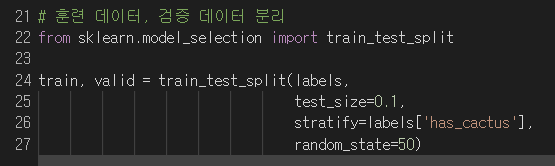 21 # 훈련 데이터, 검증 데이터 분리
22 from sklearn.model_selection import train_test_split
23
24 train, valid = train_test_split(labels,
25 test_size=0.1,
26 stratify=labels['has_cactus'],
27 random_state=50)